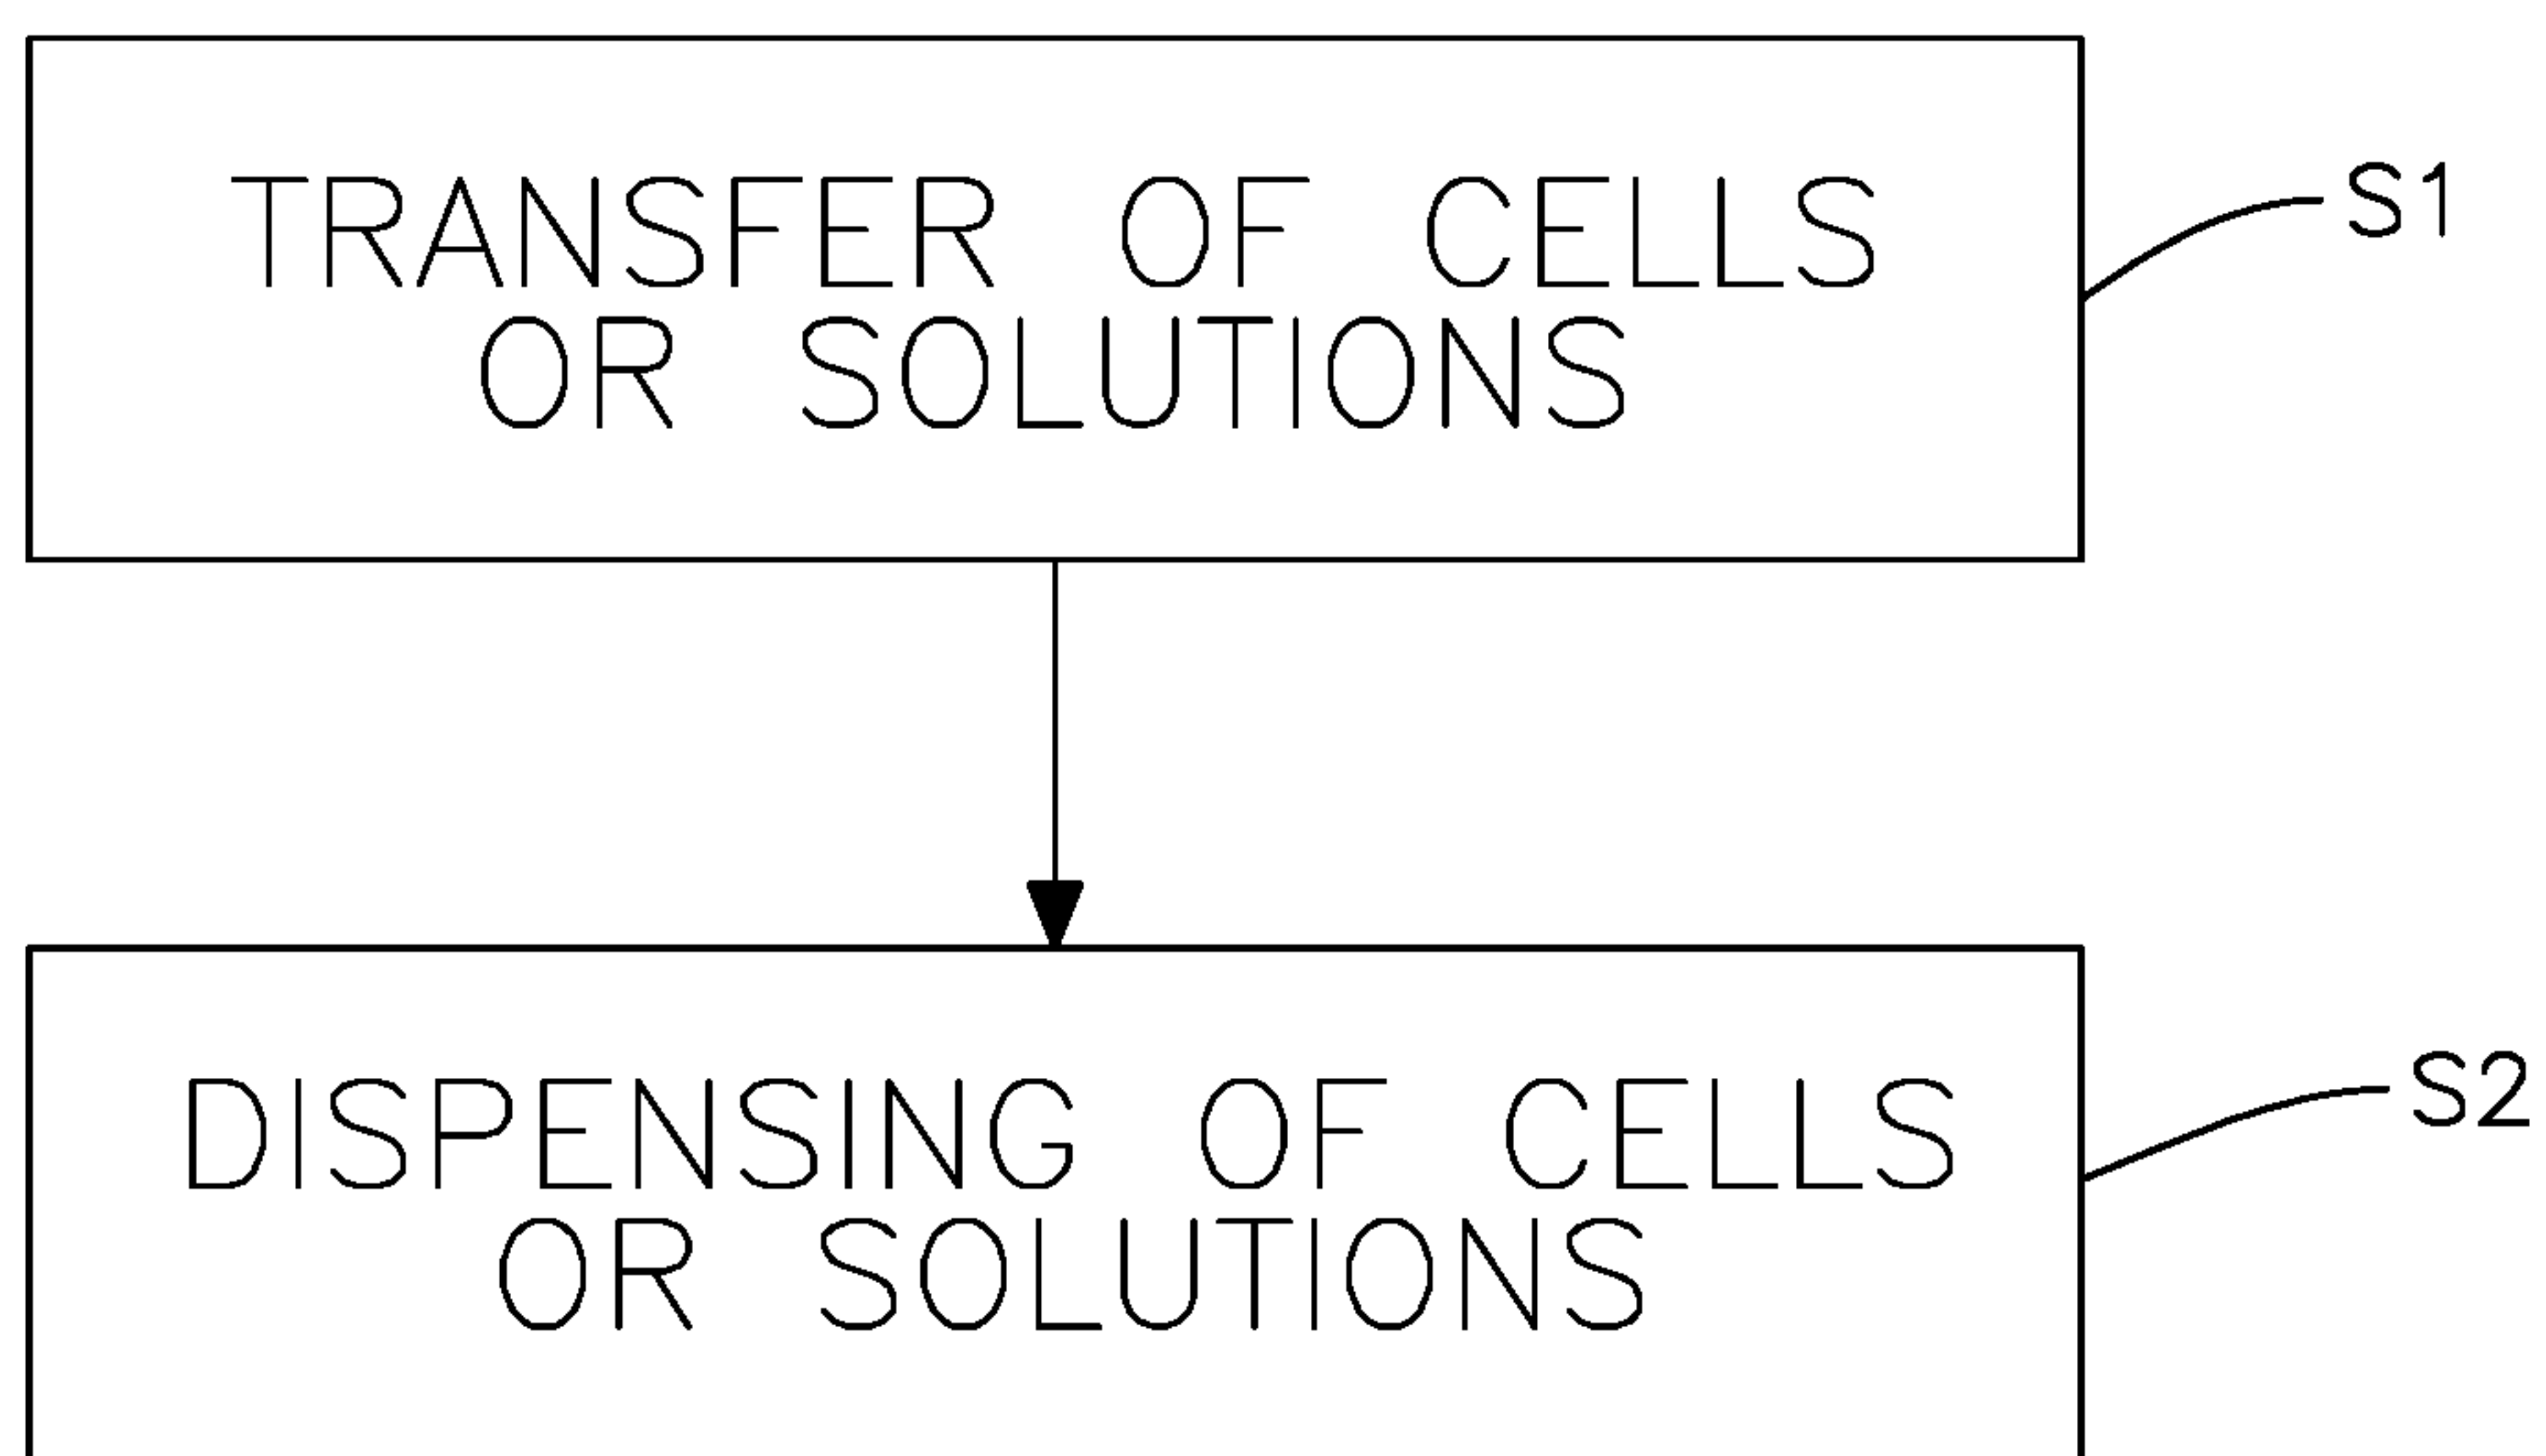 TRANSFER OF CELLS
OR SOLUTIONS
S1
DISPENSING OF CELLS
OR SOLUTIONS
S2